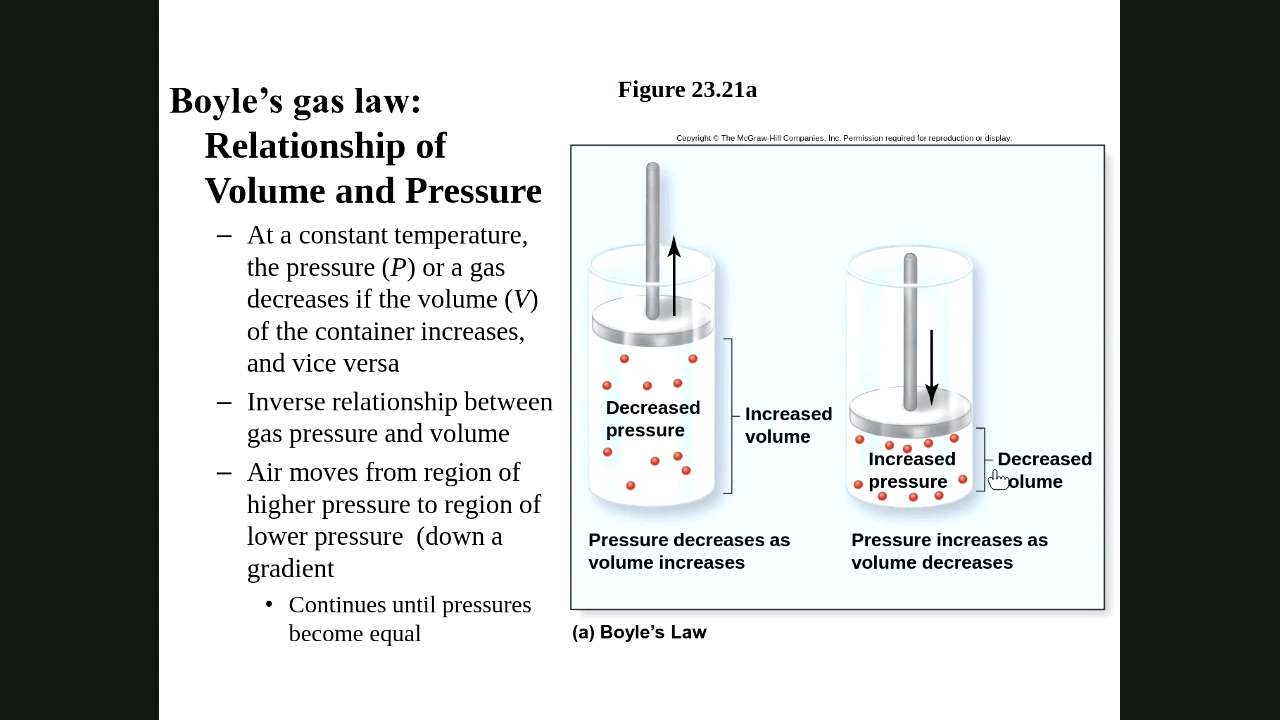 Boyle’s gas law:
Relationship of
Volume and Pressure
– At a constant temperature,
the pressure (P) or a gas
decreases if the volume (V)
of the container increases,
and vice versa
– Inverse relationship between
gas pressure and volume
– Air moves from region of
higher pressure to region of
lower pressure (down a
gradient
• Continues until pressures
become equal
Figure 23.21a
Copyright © The McGraw-Hill Companies, Inc. Permission required for reproduction or display.
Decreased
pressure
Increased
volume
Increased
pressure
Decreased
olume
Pressure decreases as
volume increases
Pressure increases as
volume decreases
(a) Boyle’s Law